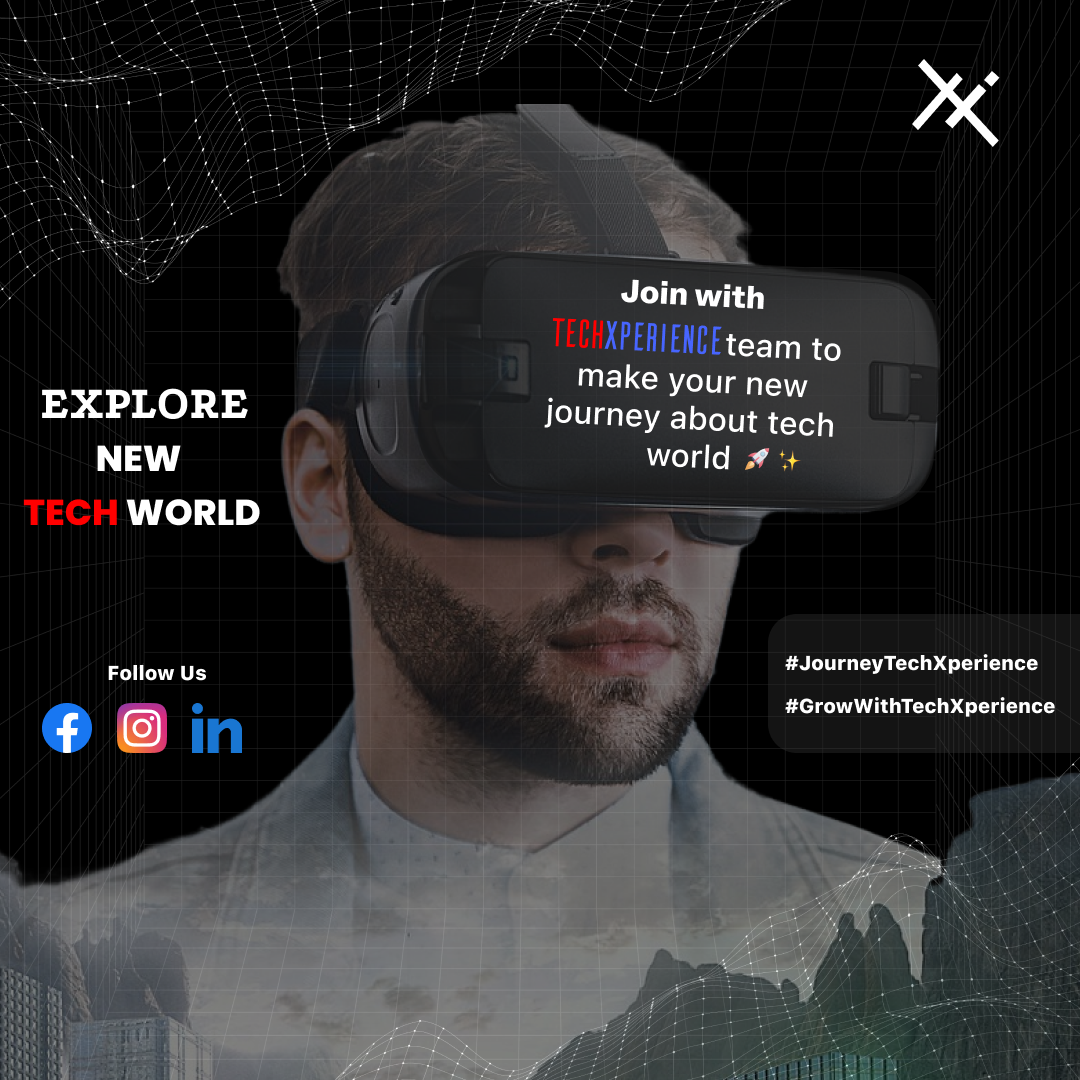 Join with
TECHXPERIENCE team to
make your new
journey about tech
world 🚀 ✨
EXPLORE
NEW
TECH WORLD
Follow Us
#JourneyTechXperience
#GrowWithTechXperience